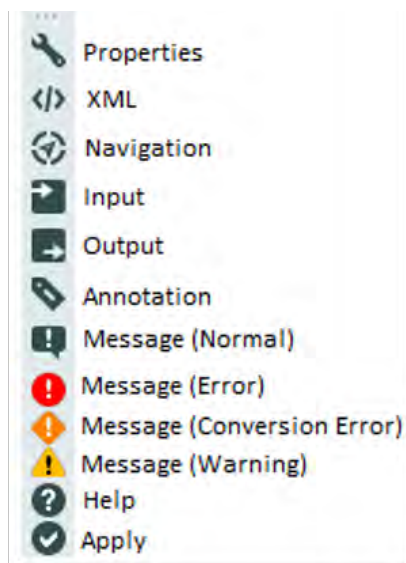 Properties
</> XML
Navigation
Input
Output
Annotation
Message (Normal)
Message (Error)
Message (Conversion Error)
Message (Warning)
Help
Apply